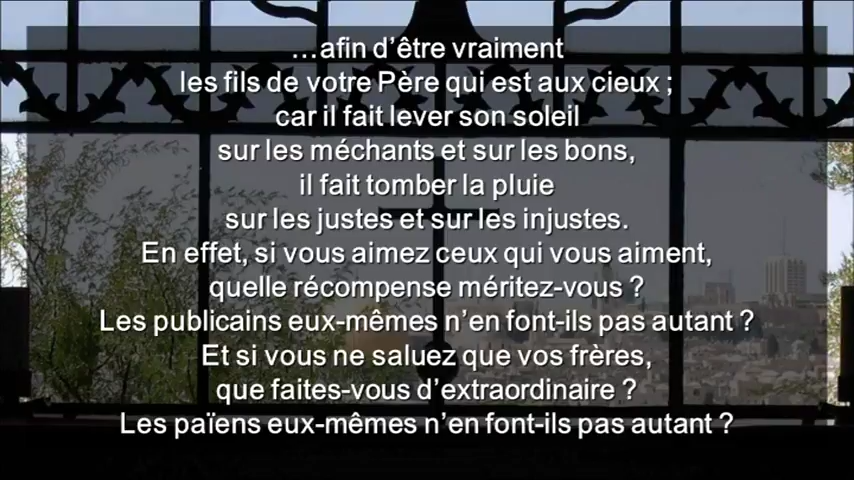 …afin d’être vraiment
les fils de votre Père qui est aux cieux ;
car il fait lever son soleil
sur les méchants et sur les bons,
il fait tomber la pluie
sur les justes et sur les injustes.
En effet, si vous aimez ceux qui vous aiment,
quelle récompense méritez-vous ?
Les publicains eux-mêmes n’en font-ils pas autant ?
Et si vous ne saluez que vos frères,
que faites-vous d’extraordinaire ?
Les païens eux-mêmes n’en font-ils pas autant ?